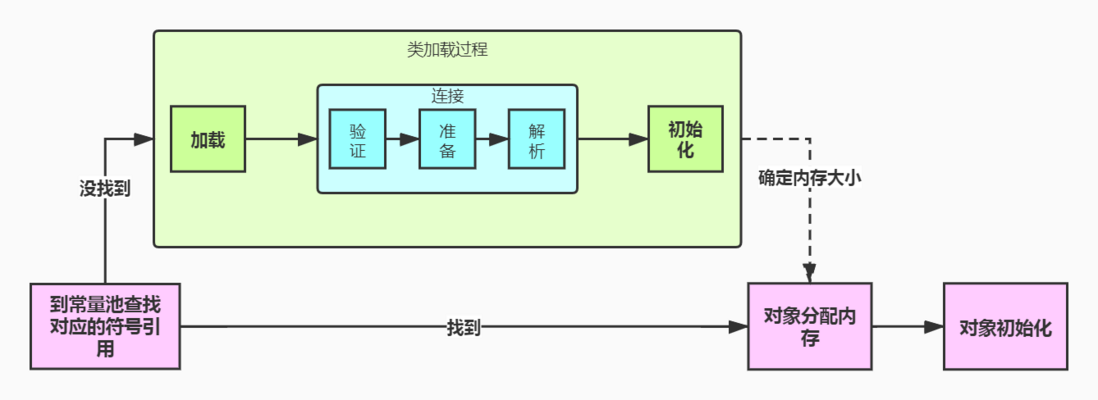 类加载过程
连接
加载
验
证
准
备
解
析
初始
化
没找到
确定内存大小
到常量池查找
对应的符号引
用
找到
对象分配内
存
对象初始化